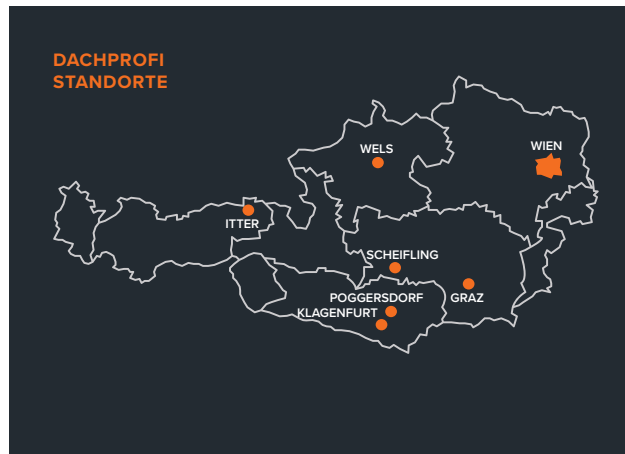 DACHPROFI
STANDORTE
WELS
WIEN
ITTER
SCHEIFLING
POGGERSDORF
GRAZ
KLAGENFURT